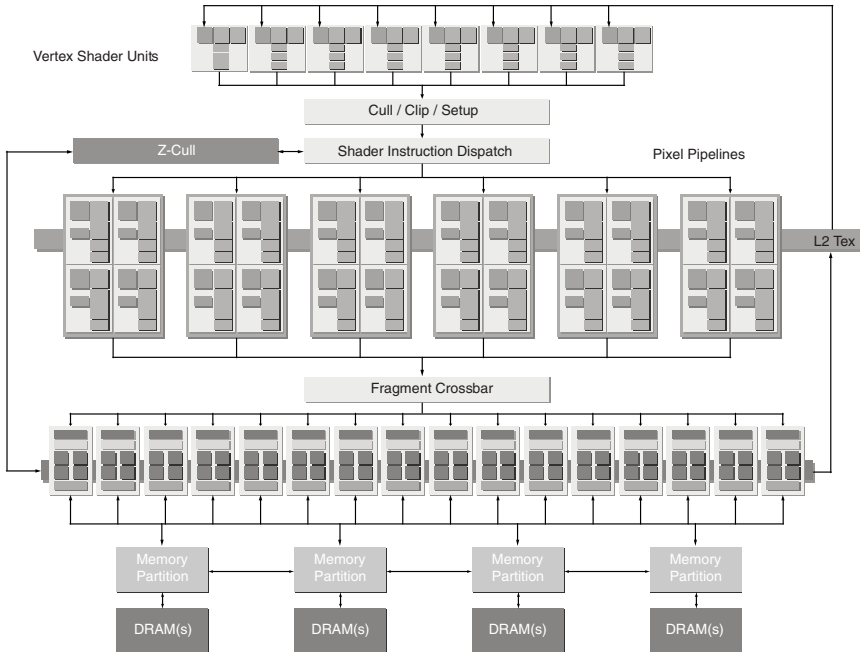 Vertex Shader Units
Cull / Clip / Setup
Z-Cull
Shader Instruction Dispatch
Pixel Pipelines
L2 Tex
Fragment Crossbar
Memory
Partition
Memory
Partition
Memory
Partition
Memory
Partition
DRAM(s)
DRAM(s)
DRAM(s)
DRAM(s)